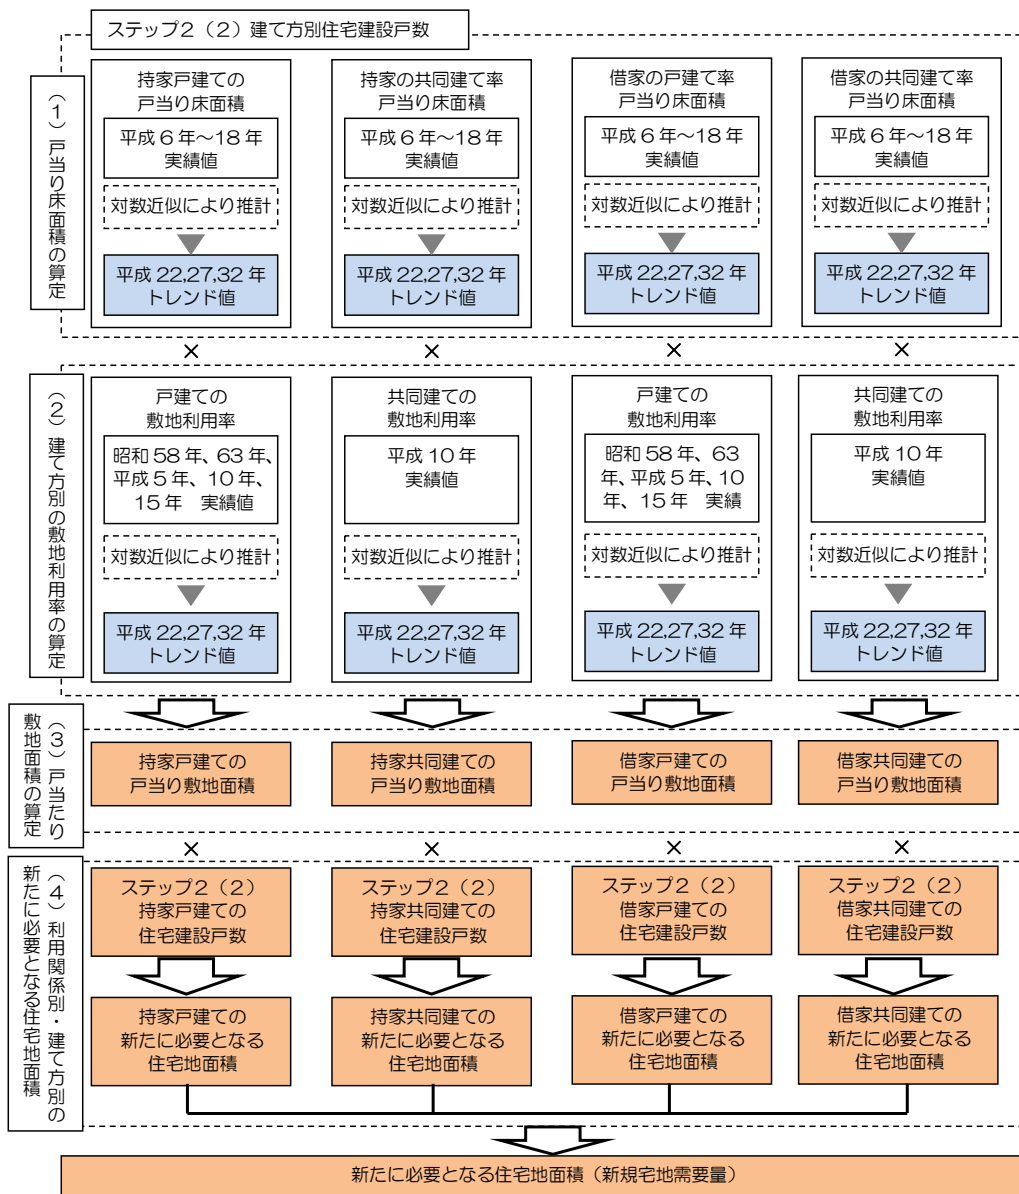 ステップ2(2)建て方別住宅建設戸数
(1)戸当り床面積の算定
持家戸建ての
戸当り床面積
平成6年~18年
実績値
対数近似により推計
平成22,27,32年
トレンド値
持家の共同建て率
戸当り床面積
平成6年~18年
実績値
対数近似により推計
平成22,27,32年
トレンド値
借家の戸建て率
戸当り床面積
平成6年~18年
実績値
対数近似により推計
平成22,27,32年
トレンド値
借家の共同建て率
戸当り床面積
平成6年~18年
実績値
対数近似により推計
平成22,27,32年
トレンド値
×
×
×
×
(2)建て方別の敷地利用率の算定
戸建ての
敷地利用率
昭和58年、63年、
平成5年、10年、
15年 実績値
対数近似により推計
平成22,27,32年
トレンド値
共同建ての
敷地利用率
平成10年
実績値
対数近似により推計
平成22,27,32年
トレンド値
戸建ての
敷地利用率
昭和58年、63
年、平成5年、10
年、15年 実績
対数近似により推計
平成22,27,32年
トレンド値
共同建ての
敷地利用率
平成10年
実績値
対数近似により推計
平成22,27,32年
トレンド値
(3)戸当たり
敷地面積の算定
持家戸建ての
戸当り敷地面積
持家共同建ての
戸当り敷地面積
借家戸建ての
戸当り敷地面積
借家共同建ての
戸当り敷地面積
×
×
×
×
(4)利用関係別・建て方別の
新たに必要となる住宅地面積
ステップ2(2)
持家戸建ての
住宅建設戸数
ステップ2(2)
持家共同建ての
住宅建設戸数
ステップ2(2)
借家戸建ての
住宅建設戸数
ステップ2(2)
借家共同建ての
住宅建設戸数
持家戸建ての
新たに必要となる
住宅地面積
持家共同建ての
新たに必要となる
住宅地面積
借家戸建ての
新たに必要となる
住宅地面積
借家共同建ての
新たに必要となる
住宅地面積
新たに必要となる住宅地面積(新規宅地需要量)